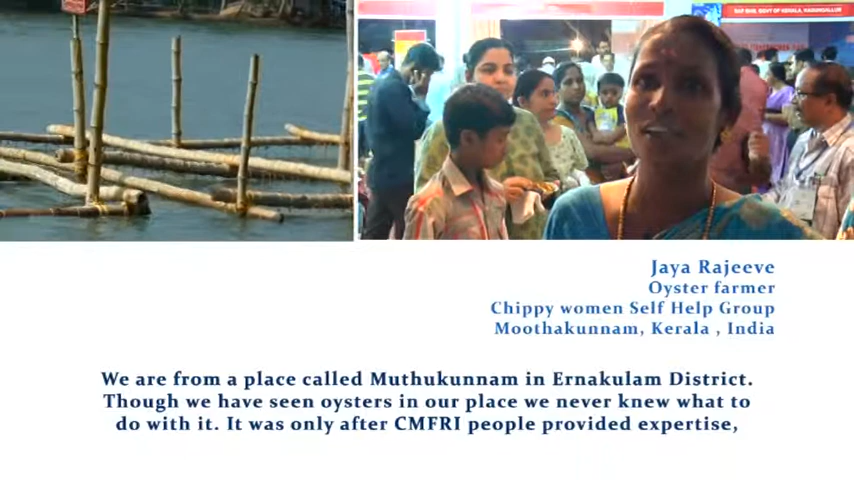 Jaya Rajeeve
Oyster farmer
Chippy women Self Help Group
Moothakunnam, Kerala , India
We are from a place called Muthukunnam in Ernakulam District.
Though we have seen oysters in our place we never knew what to
do with it. It was only after CMFRI people provided expertise,